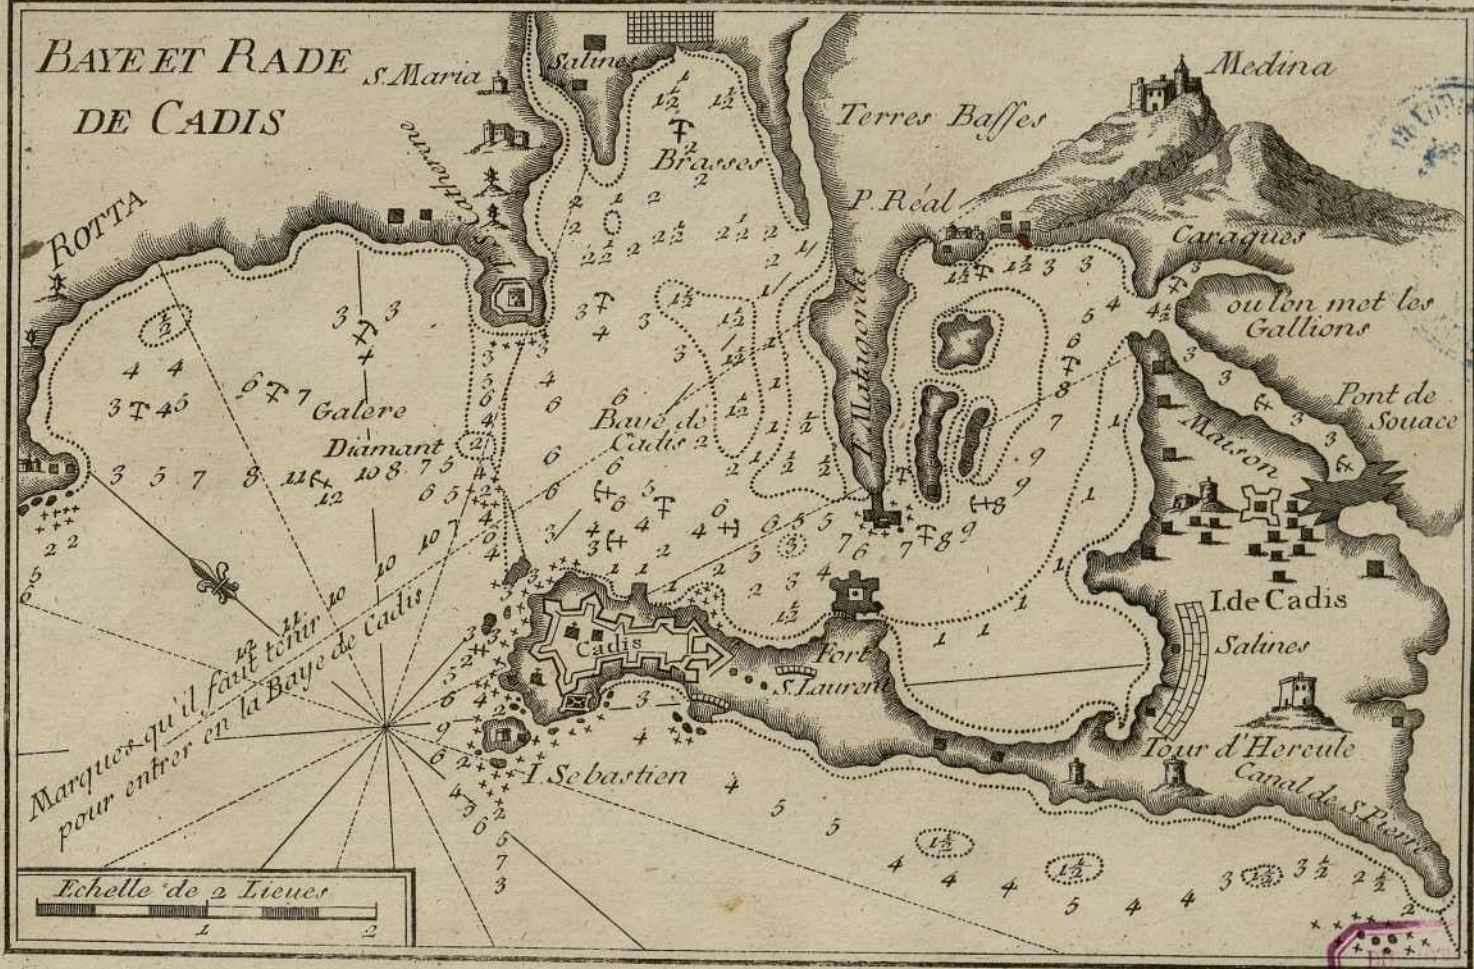 BAYE ET RADE
DE CADIS
S. Maria
Salines
Medina
Terres Basses
Ste Catherine
Brasses
P. Réal
ROTTA
Caraques
ou lon met les
Gallions
F. Matagorda
Pont de
Souace
Galere
Diamant
Baye de
Cadis
Maison
I. de Cadis
Marques qu'il faut tenir
pour entrer en la Baye de Cadis
Cadis
Fort
S. Laurent
Salines
I. Sebastien
Tour d'Hercule
Canal de S. Pierre
Echelle de 2 Lieues
1 2